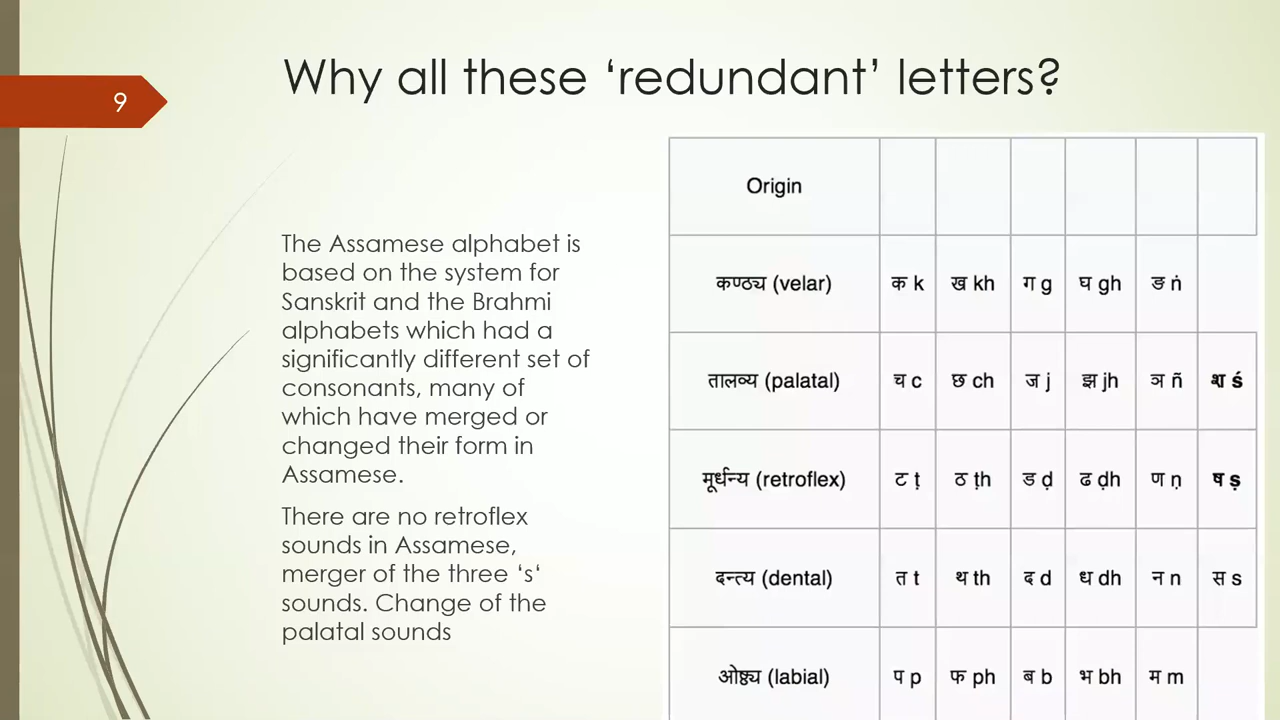 9
Why all these ‘redundant’ letters?
The Assamese alphabet is
based on the system for
Sanskrit and the Brahmi
alphabets which had a
significantly different set of
consonants, many of
which have merged or
changed their form in
Assamese.
There are no retroflex
sounds in Assamese,
merger of the three ‘s‘
sounds. Change of the
palatal sounds
Origin
कण्ठ्य (velar) क k ख kh ग g घ gh ङ ṅ
तालव्य (palatal) च c छ ch ज j झ jh ञ ñ श ś
मूर्धन्य (retroflex) ट ṭ ठ ṭh ड ḍ ढ ḍh ण ṇ ष ṣ
दन्त्य (dental) त t थ th द d ध dh न n स s
ओष्ठ्य (labial) प p फ ph ब b भ bh म m